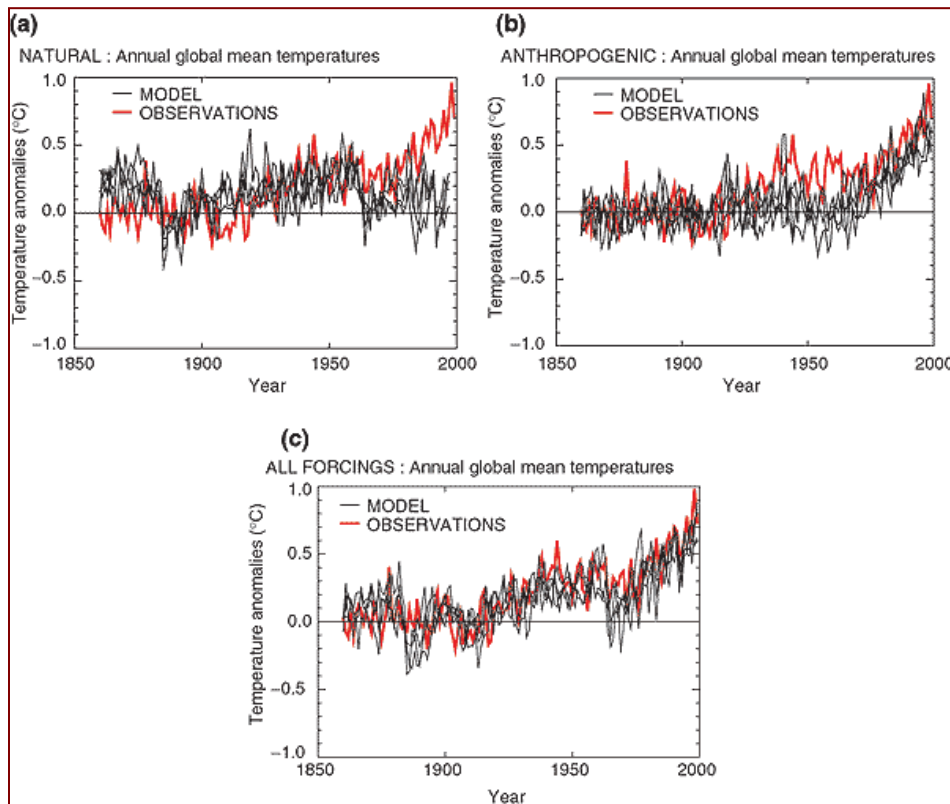 (a)
NATURAL : Annual global mean temperatures
1.0
0.5
0.0
−0.5
−1.0
Temperature anomalies (°C)
MODEL
OBSERVATIONS
1850
1900
1950
2000
Year
(b)
ANTHROPOGENIC : Annual global mean temperatures
1.0
0.5
0.0
−0.5
−1.0
Temperature anomalies (°C)
MODEL
OBSERVATIONS
1850
1900
1950
2000
Year
(c)
ALL FORCINGS : Annual global mean temperatures
1.0
0.5
0.0
−0.5
−1.0
Temperature anomalies (°C)
MODEL
OBSERVATIONS
1850
1900
1950
2000
Year